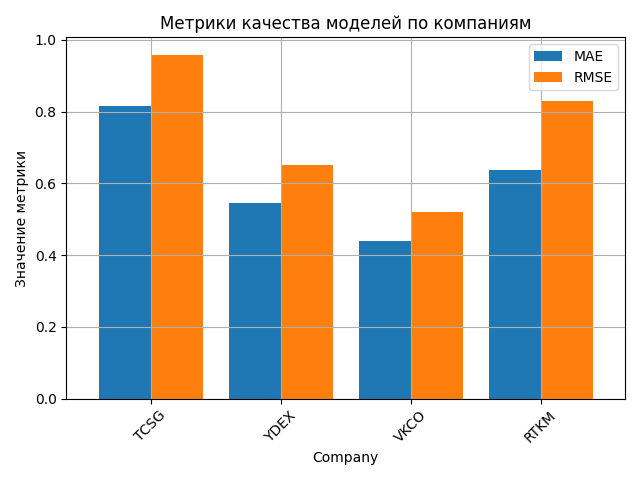 Метрики качества моделей по компаниям
MAE
RMSE
Значение метрики
1.0
0.8
0.6
0.4
0.2
0.0
TCSG
YDEX
VKCO
RTKM
Company